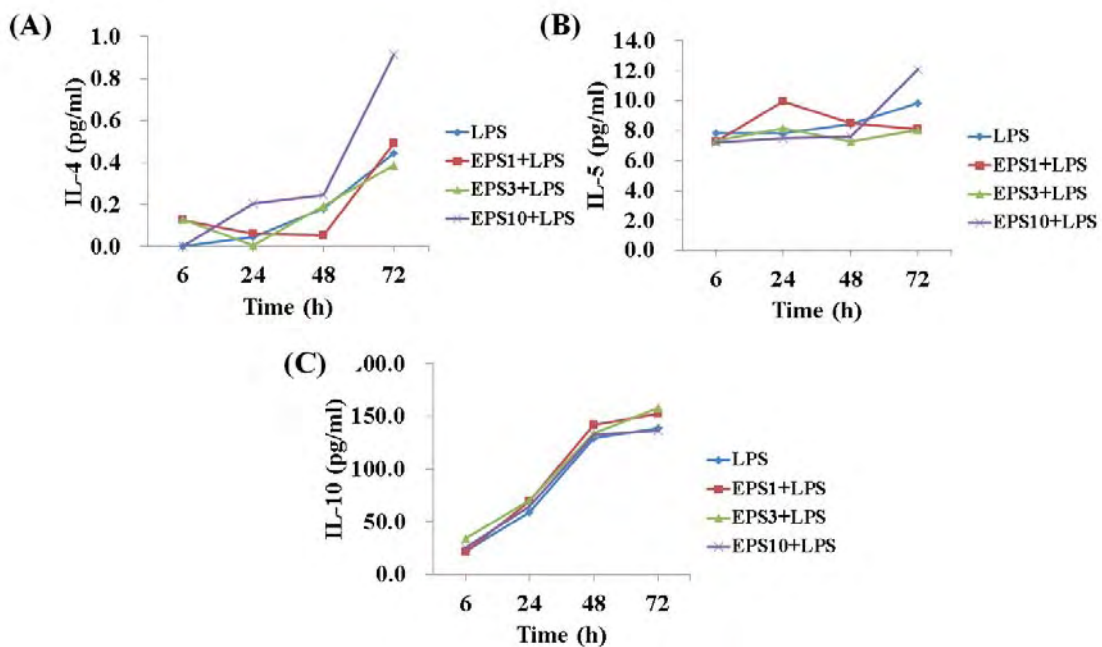 (A)
IL-4 (pg/ml)
1.0
0.8
0.6
0.4
0.2
0.0
6 24 48 72
Time (h)
LPS
EPS1+LPS
EPS3+LPS
EPS10+LPS
(B)
IL-5 (pg/ml)
14.0
12.0
10.0
8.0
6.0
4.0
2.0
0.0
6 24 48 72
Time (h)
LPS
EPS1+LPS
EPS3+LPS
EPS10+LPS
(C)
IL-10 (pg/ml)
00.0
150.0
100.0
50.0
0.0
6 24 48 72
Time (h)
LPS
EPS1+LPS
EPS3+LPS
EPS10+LPS